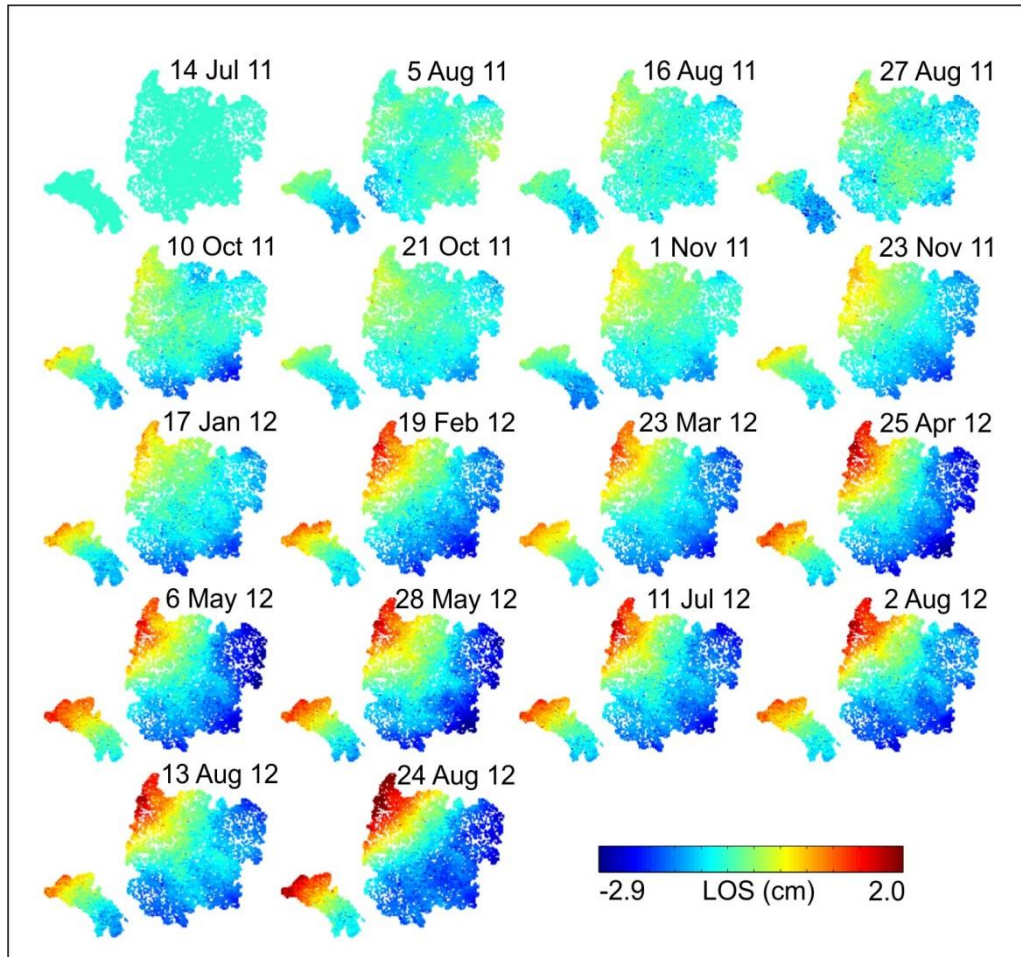 14 Jul 11
5 Aug 11
16 Aug 11
27 Aug 11
10 Oct 11
21 Oct 11
1 Nov 11
23 Nov 11
17 Jan 12
19 Feb 12
23 Mar 12
25 Apr 12
6 May 12
28 May 12
11 Jul 12
2 Aug 12
13 Aug 12
24 Aug 12
-2.9 LOS (cm) 2.0